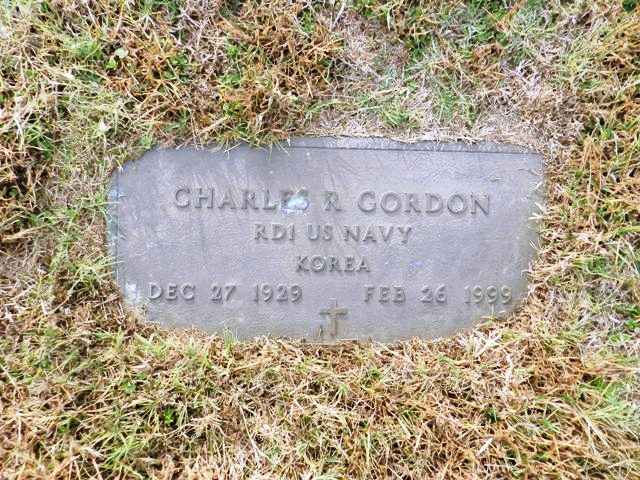 CHARLES R GORDON
RD1 US NAVY
KOREA
DEC 27 1929 FEB 26 1999